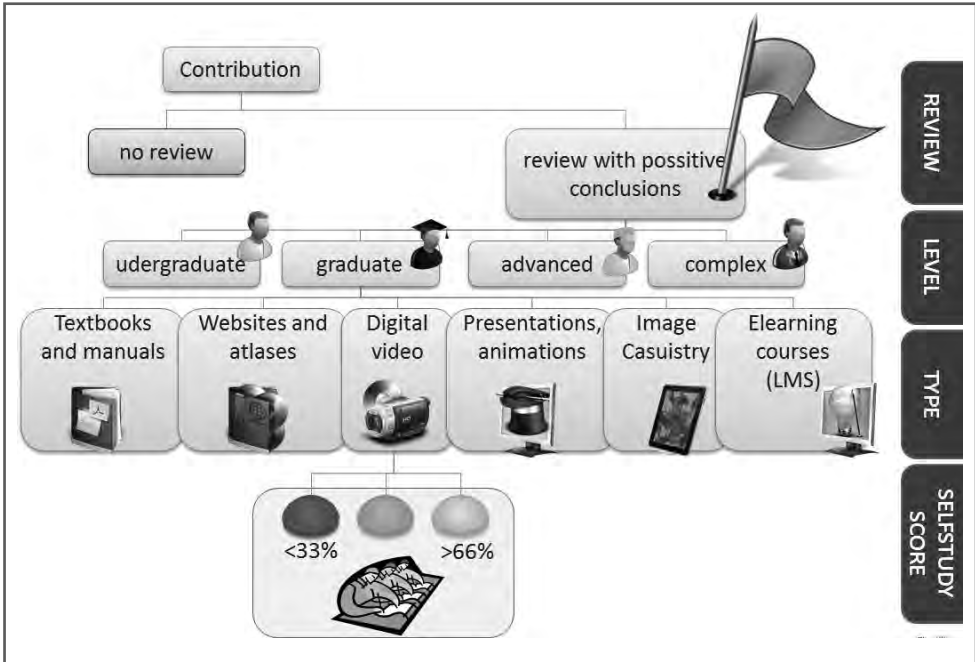 Contribution
no review
review with possitive
conclusions
REVIEW
udergraduate
graduate
advanced
complex
LEVEL
Textbooks
and manuals
Websites and
atlases
Digital
video
Presentations,
animations
Image
Casuistry
Elearning
courses
(LMS)
TYPE
<33%
>66%
SELFSTUDY
SCORE